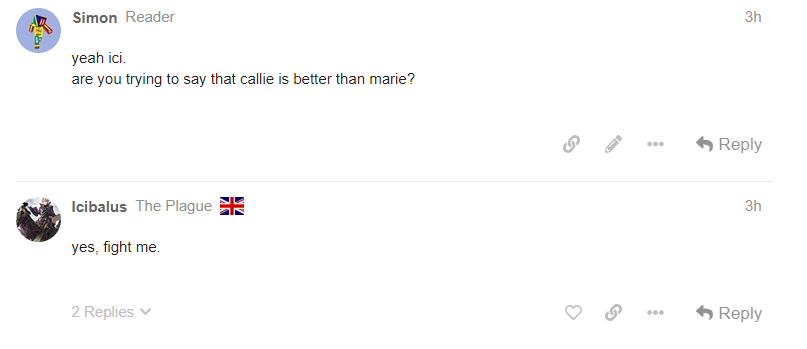 Simon Reader 3h
yeah ici.
are you trying to say that callie is better than marie?
Reply
Icibalus The Plague 3h
yes, fight me.
2 Replies Reply